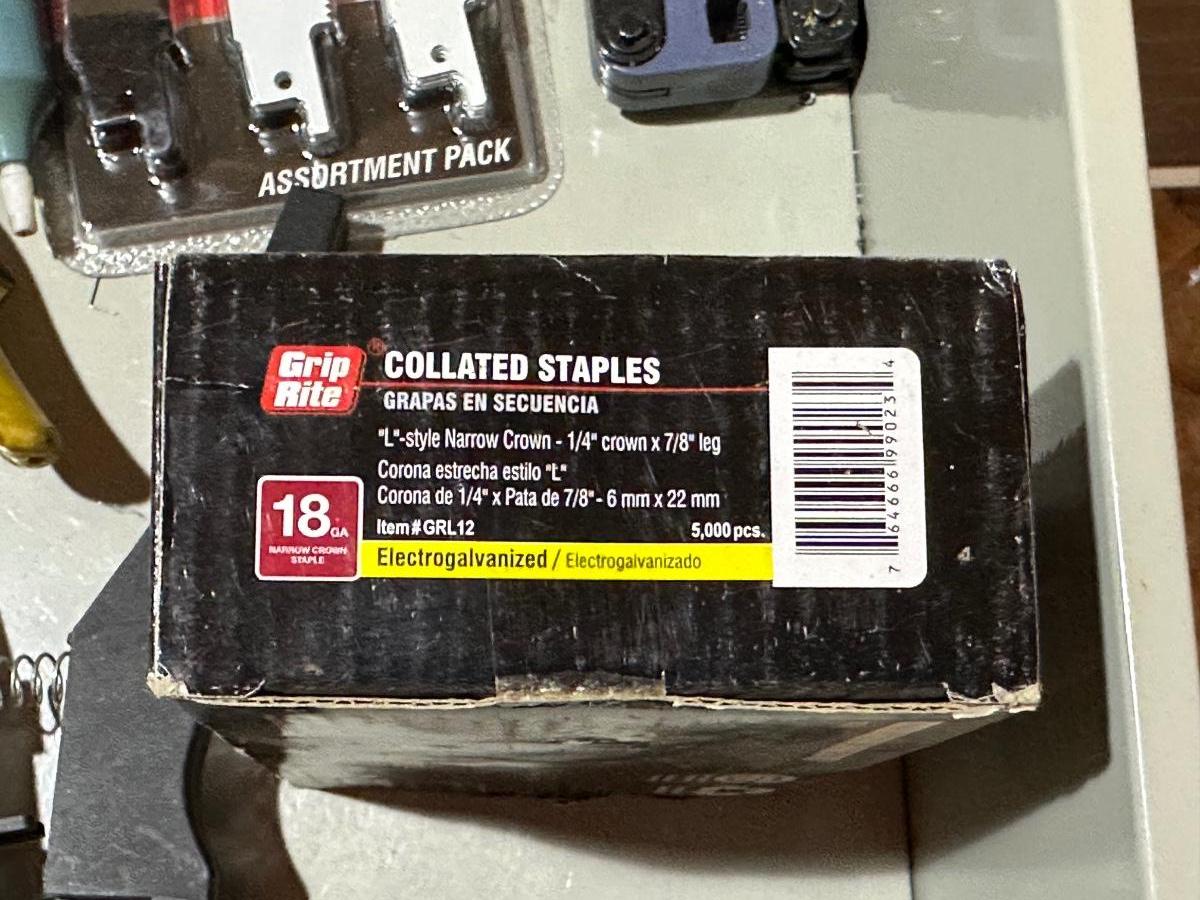 ASSORTMENT PACK
Grip Rite®
COLLATED STAPLES
GRAPAS EN SECUENCIA
"L"-style Narrow Crown - 1/4" crown x 7/8" leg
Corona estrecha estilo "L"
Corona de 1/4" x Pata de 7/8" - 6 mm x 22 mm
18 GA
NARROW CROWN
STAPLE
Item # GRL12 5,000 pcs.
Electrogalvanized / Electrogalvanizado
7 64666 99023 4